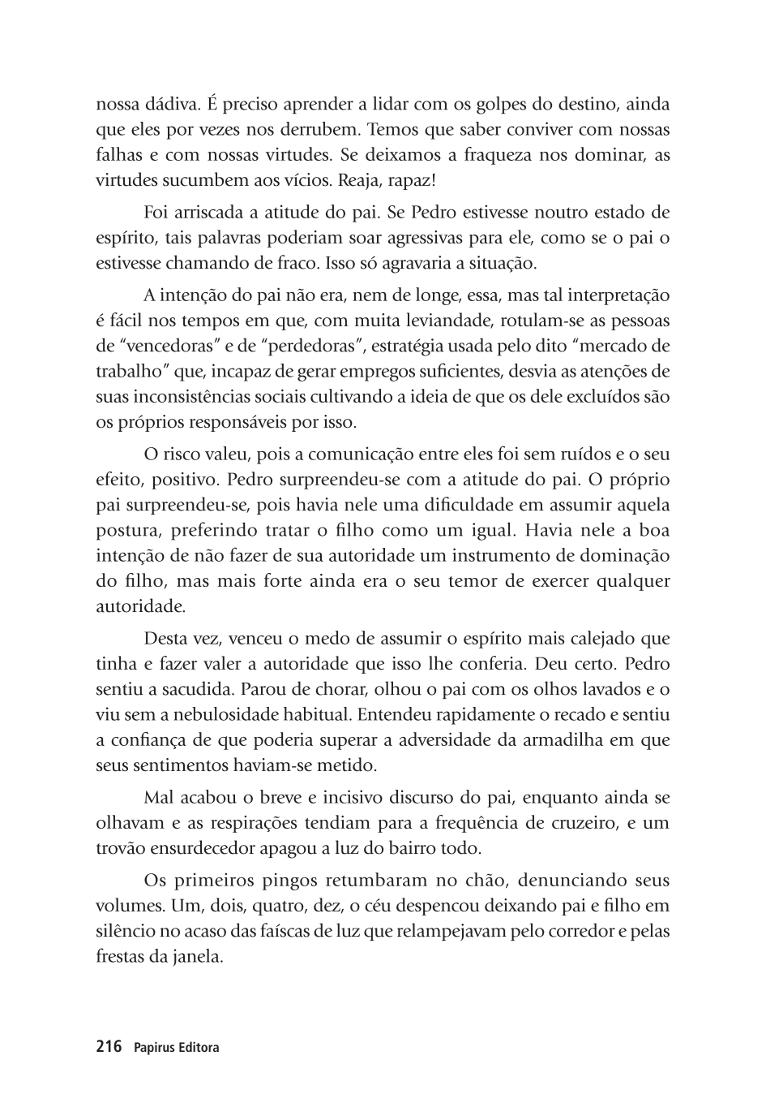 nossa dádiva. É preciso aprender a lidar com os golpes do destino, ainda
que eles por vezes nos derrubem. Temos que saber conviver com nossas
falhas e com nossas virtudes. Se deixamos a fraqueza nos dominar, as
virtudes sucumbem aos vícios. Reaja, rapaz!
Foi arriscada a atitude do pai. Se Pedro estivesse noutro estado de
espírito, tais palavras poderiam soar agressivas para ele, como se o pai o
estivesse chamando de fraco. Isso só agravaria a situação.
A intenção do pai não era, nem de longe, essa, mas tal interpretação
é fácil nos tempos em que, com muita leviandade, rotulam-se as pessoas
de “vencedoras” e de “perdedoras”, estratégia usada pelo dito “mercado de
trabalho” que, incapaz de gerar empregos suficientes, desvia as atenções de
suas inconsistências sociais cultivando a ideia de que os dele excluídos são
os próprios responsáveis por isso.
O risco valeu, pois a comunicação entre eles foi sem ruídos e o seu
efeito, positivo. Pedro surpreendeu-se com a atitude do pai. O próprio
pai surpreendeu-se, pois havia nele uma dificuldade em assumir aquela
postura, preferindo tratar o filho como um igual. Havia nele a boa
intenção de não fazer de sua autoridade um instrumento de dominação
do filho, mas mais forte ainda era o seu temor de exercer qualquer
autoridade.
Desta vez, venceu o medo de assumir o espírito mais calejado que
tinha e fazer valer a autoridade que isso lhe conferia. Deu certo. Pedro
sentiu a sacudida. Parou de chorar, olhou o pai com os olhos lavados e o
viu sem a nebulosidade habitual. Entendeu rapidamente o recado e sentiu
a confiança de que poderia superar a adversidade da armadilha em que
seus sentimentos haviam-se metido.
Mal acabou o breve e incisivo discurso do pai, enquanto ainda se
olhavam e as respirações tendiam para a frequência de cruzeiro, e um
trovão ensurdecedor apagou a luz do bairro todo.
Os primeiros pingos retumbaram no chão, denunciando seus
volumes. Um, dois, quatro, dez, o céu despencou deixando pai e filho em
silêncio no acaso das faíscas de luz que relampejavam pelo corredor e pelas
frestas da janela.
216 Papirus Editora